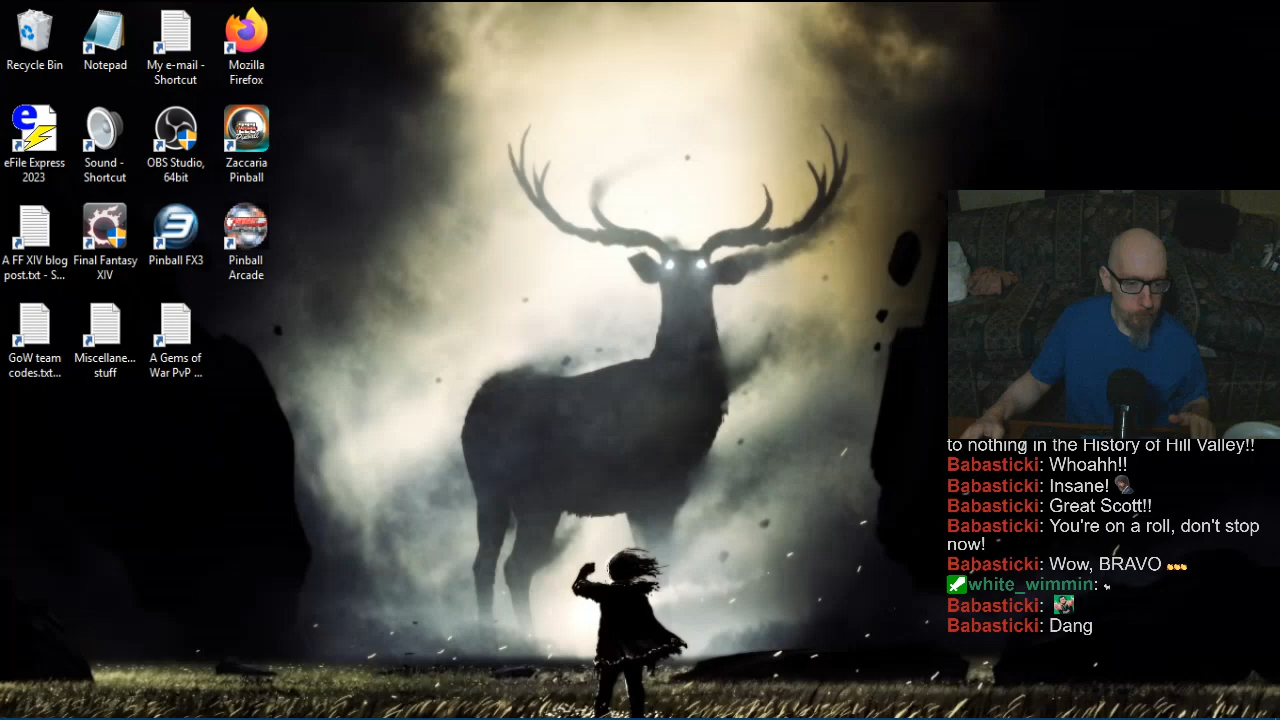 Recycle Bin
Notepad
My e-mail -
Shortcut
Mozilla
Firefox
eFile Express
2023
Sound -
Shortcut
OBS Studio,
64bit
Zaccaria
Pinball
A FF XIV blog
post.txt - S...
Final Fantasy
XIV
Pinball FX3
Pinball
Arcade
GoW team
codes.txt...
Miscellane...
stuff
A Gems of
War PvP ...
to nothing in the History of Hill Valley!!
Babasticki: Whoahh!!
Babasticki: Insane!
Babasticki: Great Scott!!
Babasticki: You're on a roll, don't stop
now!
Babasticki: Wow, BRAVO
white_wimmin:
Babasticki:
Babasticki: Dang